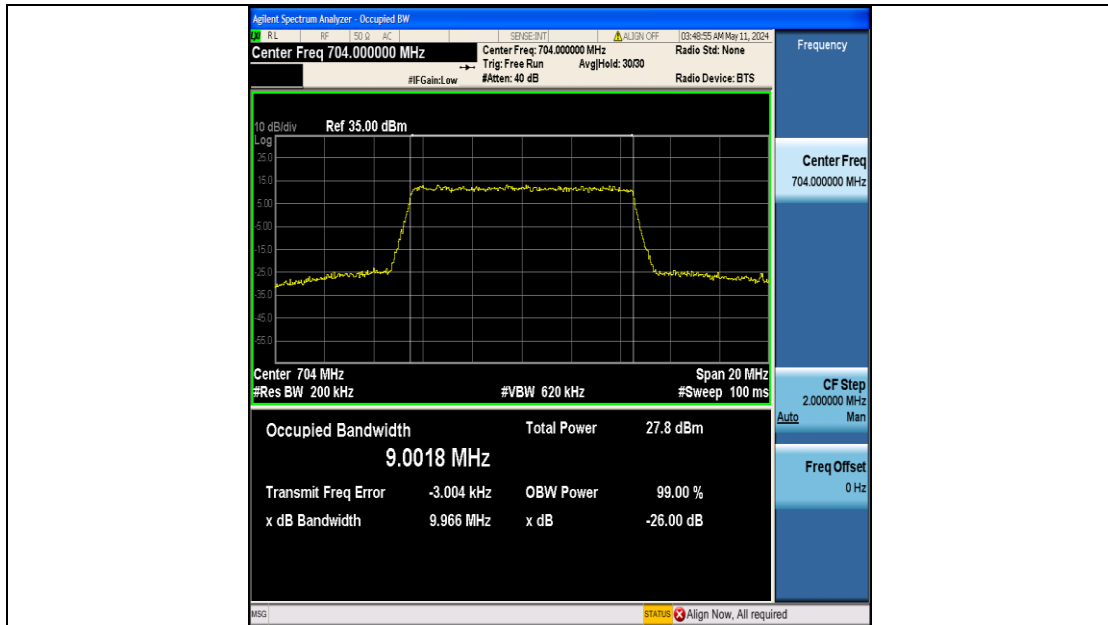 Agilent Spectrum Analyzer - Occupied BW
RL RF 50 Ω AC SENSE:INT ALIGN OFF 03:48:55 AM May 11, 2024
Center Freq 704.000000 MHz
Center Freq: 704.000000 MHz
Radio Std: None
Trig: Free Run Avg|Hold: 30/30
#IFGain:Low
#Atten: 40 dB
Radio Device: BTS
Frequency
10 dB/div Ref 35.00 dBm
Log
25.0
15.0
5.00
-5.00
-15.0
-25.0
-35.0
-45.0
-55.0
Center 704 MHz Span 20 MHz
#Res BW 200 kHz #VBW 620 kHz #Sweep 100 ms
Occupied Bandwidth Total Power 27.8 dBm
9.0018 MHz
Transmit Freq Error -3.004 kHz OBW Power 99.00 %
x dB Bandwidth 9.966 MHz x dB -26.00 dB
Center Freq
704.000000 MHz
CF Step
2.000000 MHz
Auto Man
Freq Offset
0 Hz
MSG STATUS Align Now, All required